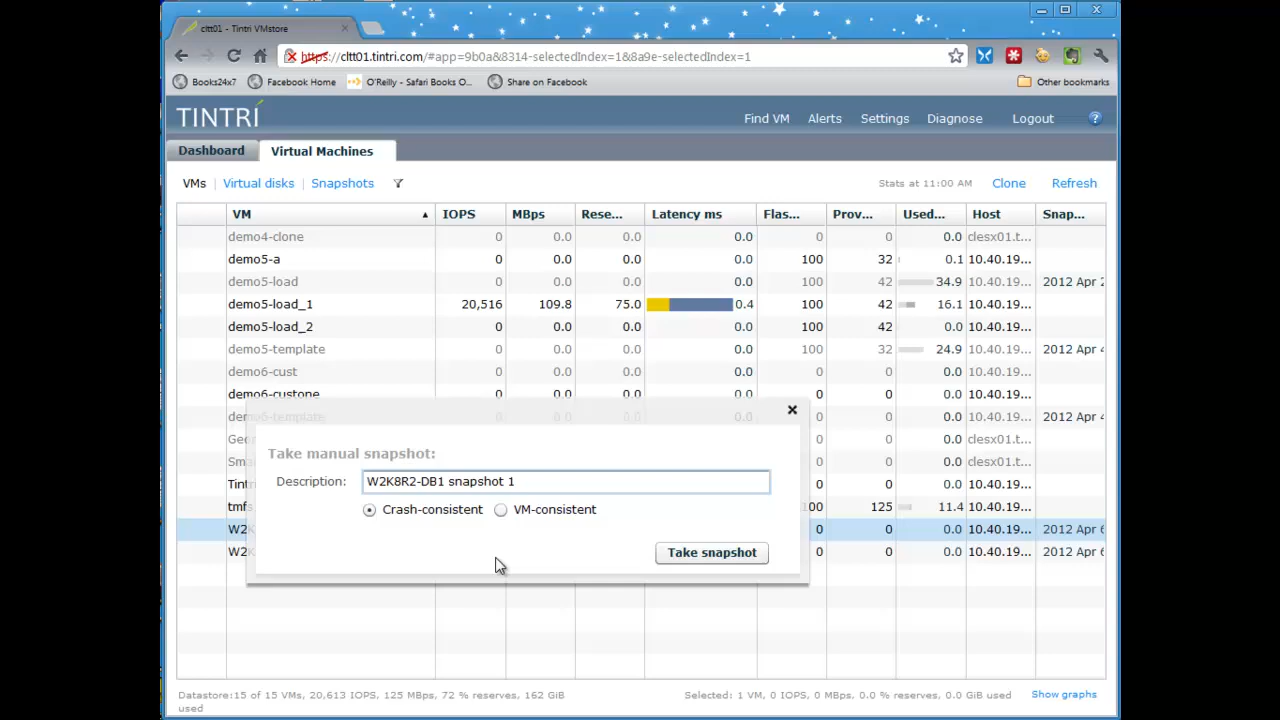 cltt01 - Tintri VMstore
https://cltt01.tintri.com/#app=9b0a&8314-selectedIndex=1&8a9e-selectedIndex=1
Books24x7 Facebook Home O'Reilly - Safari Books O... Share on Facebook Other bookmarks
TINTRI Find VM Alerts Settings Diagnose Logout ?
Dashboard Virtual Machines
VMs Virtual disks Snapshots Stats at 11:00 AM Clone Refresh
VM IOPS MBps Rese... Latency ms Flas... Prov... Used... Host Snap...
demo4-clone 0 0.0 0.0 0.0 0 0 0.0 clesx01.t...
demo5-a 0 0.0 0.0 0.0 100 32 0.1 10.40.19...
demo5-load 0 0.0 0.0 0.0 0 42 34.9 10.40.19... 2012 Apr 2
demo5-load_1 20,516 109.8 75.0 0.4 100 42 16.1 10.40.19...
demo5-load_2 0 0.0 0.0 0.0 100 42 0.0 10.40.19...
demo5-template 0 0.0 0.0 0.0 100 32 24.9 10.40.19... 2012 Apr 4
demo6-cust 0 0.0 0.0 0.0 0 0 0.0 10.40.19...
demo6-custone 0 0.0 0.0 0.0 0 0 0.0 10.40.19...
demo6-template 0 0.0 0.0 0.0 0 0 0.0 10.40.19... 2012 Apr 4
Geo 0 0.0 clesx01.t...
Sm 0 0.0 clesx01.t...
Tint 0 0 0.0 10.40.19...
tmfs 100 125 11.4 10.40.19...
W2K 0 0 0.0 10.40.19... 2012 Apr 6
W2K 0 0 0.0 10.40.19... 2012 Apr 6
Take manual snapshot:
Description: W2K8R2-DB1 snapshot 1
Crash-consistent VM-consistent
Take snapshot
Datastore:15 of 15 VMs, 20,613 IOPS, 125 MBps, 72 % reserves, 162 GiB
used
Selected: 1 VM, 0 IOPS, 0 MBps, 0.0 % reserves, 0.0 GiB used Show graphs